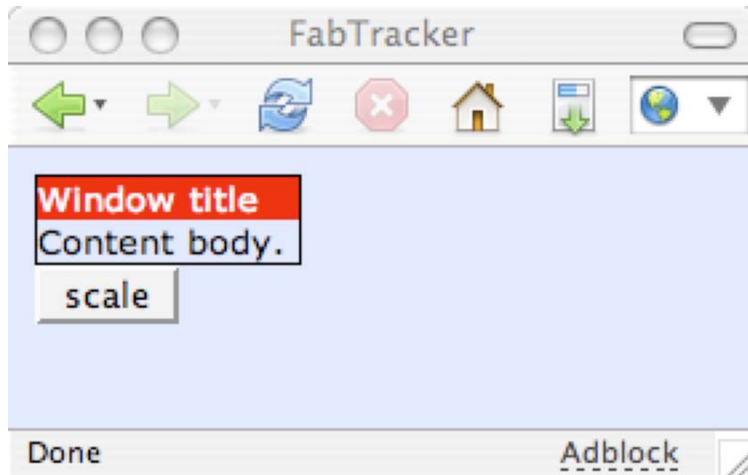 FabTracker
Window title
Content body.
scale
Done
Adblock